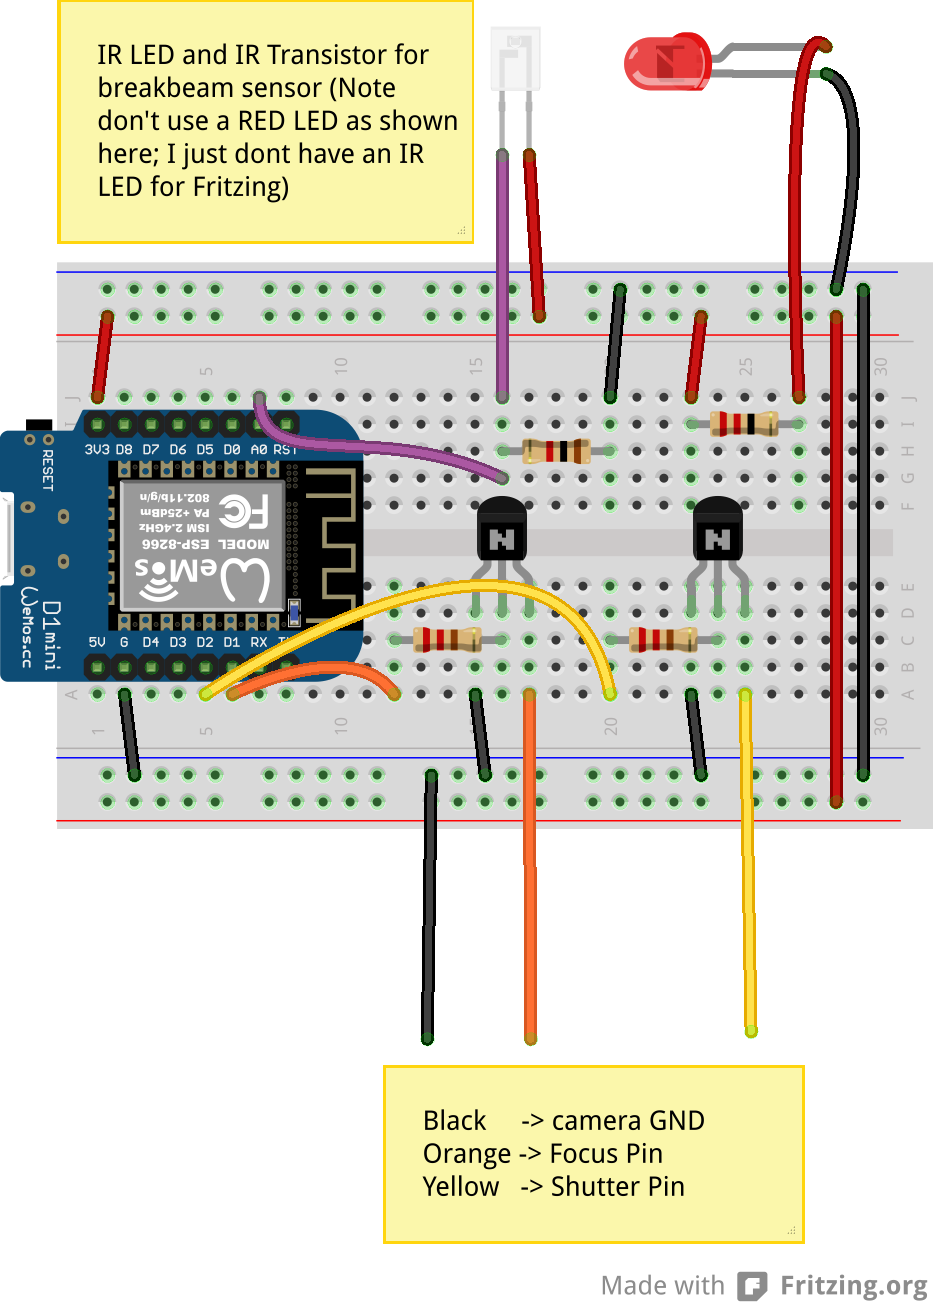 IR LED and IR Transistor for
breakbeam sensor (Note
don't use a RED LED as shown
here; I just dont have an IR
LED for Fritzing)
5 10 15 25 30
J J
I
H
G
F F
RESET
3V3 D8 D7 D6 D5 D0 A0 RST
802.11b/g/n
PA +25dBm
ISM 2.4GHz
MODEL ESP-8266
FC
WeMos
N N
E
D
C
B
A A
D1 mini
WeMos.cc
5V G D4 D3 D2 D1 RX
1 5 10 20 30
Black -> camera GND
Orange -> Focus Pin
Yellow -> Shutter Pin
Made with Fritzing.org